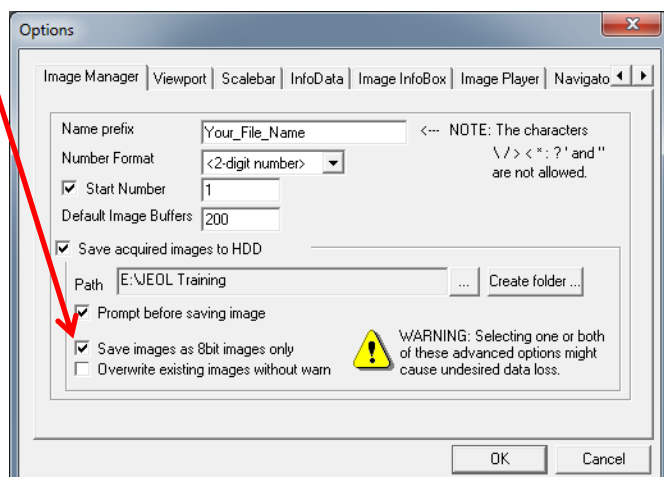 Options
Image Manager Viewport Scalebar InfoData Image InfoBox Image Player Navigato
Name prefix Your_File_Name <--- NOTE: The characters
\ / > < * : ? ' and "
are not allowed.
Number Format <2-digit number>
Start Number 1
Default Image Buffers 200
Save acquired images to HDD
Path E:\JEOL Training ... Create folder ...
Prompt before saving image
Save images as 8bit images only
Overwrite existing images without warn
WARNING: Selecting one or both
of these advanced options might
cause undesired data loss.
OK Cancel